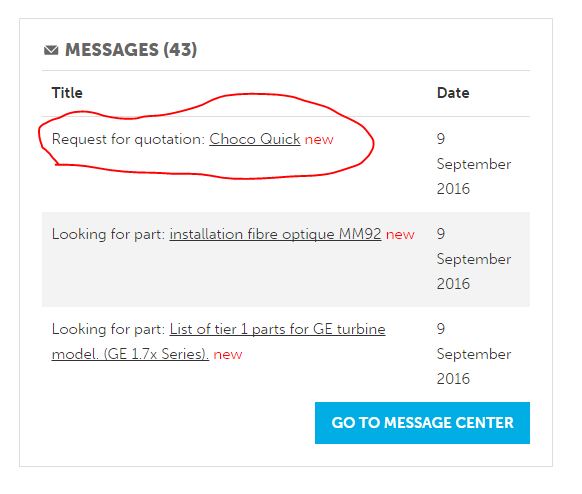 MESSAGES (43)
Title Date
Request for quotation: Choco Quick new 9
September
2016
Looking for part: installation fibre optique MM92 new 9
September
2016
Looking for part: List of tier 1 parts for GE turbine 9
model. (GE 1.7x Series). new September
2016
GO TO MESSAGE CENTER